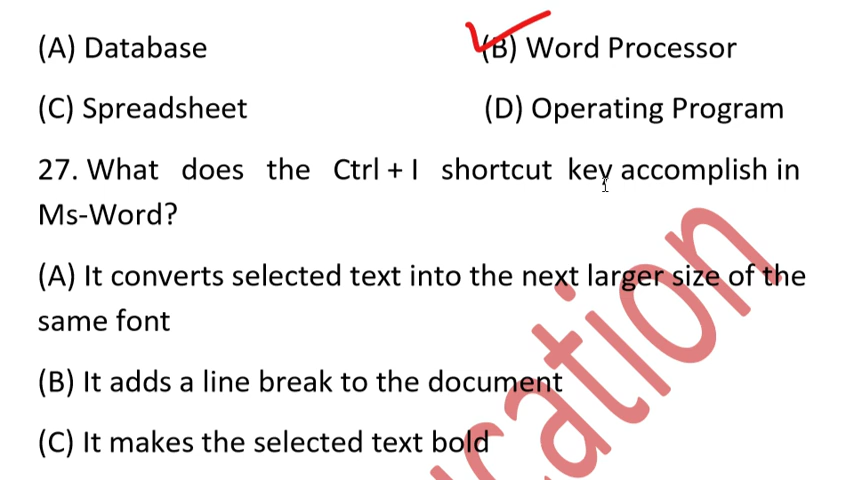 (A) Database (B) Word Processor
(C) Spreadsheet (D) Operating Program
27. What does the Ctrl + I shortcut key accomplish in
Ms-Word?
(A) It converts selected text into the next larger size of the
same font
(B) It adds a line break to the document
(C) It makes the selected text bold